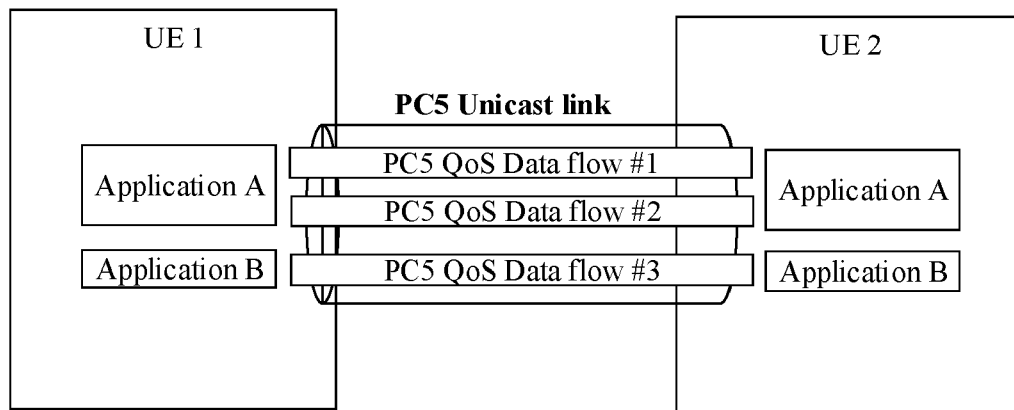 UE 1
UE 2
PC5 Unicast link
PC5 QoS Data flow #1
Application A
Application A
PC5 QoS Data flow #2
Application B
PC5 QoS Data flow #3
Application B